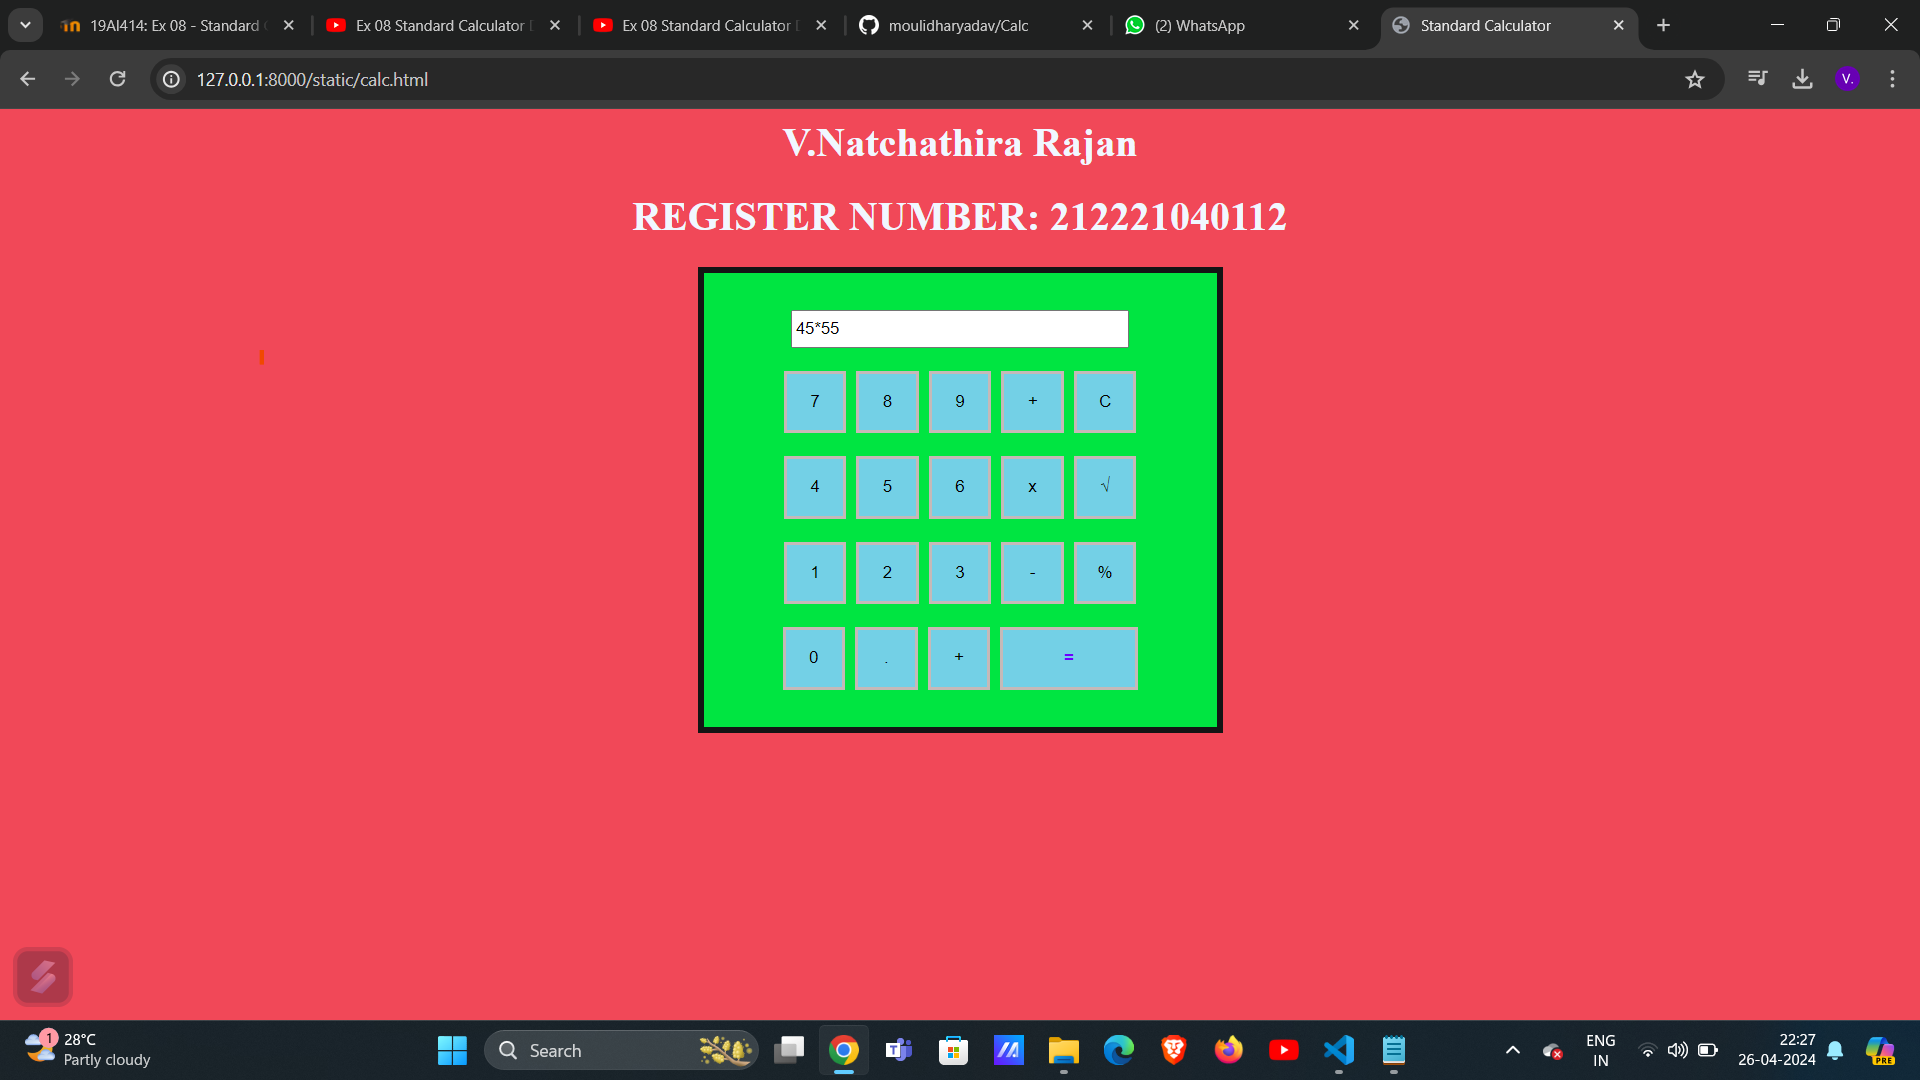 19AI414: Ex 08 - Standard
Ex 08 Standard Calculator
Ex 08 Standard Calculator
moulidharyadav/Calc
(2) WhatsApp
Standard Calculator
127.0.0.1:8000/static/calc.html
V.
V.Natchathira Rajan
REGISTER NUMBER: 212221040112
45*55
7 8 9 + C
4 5 6 x √
1 2 3 - %
0 . + =
1
28°C
Partly cloudy
Search
T
PRE
ENG
IN
22:27
26-04-2024